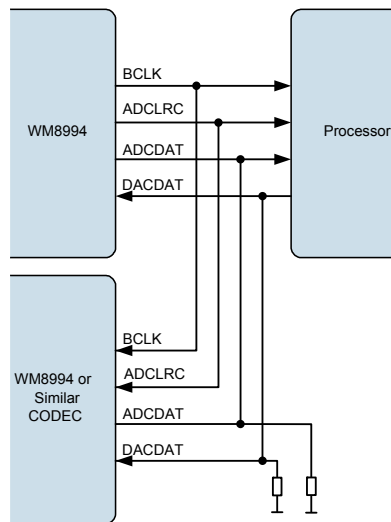 WM8994
BCLK
ADCLRC
ADCDAT
DACDAT
Processor
WM8994 or
Similar
CODEC
BCLK
ADCLRC
ADCDAT
DACDAT